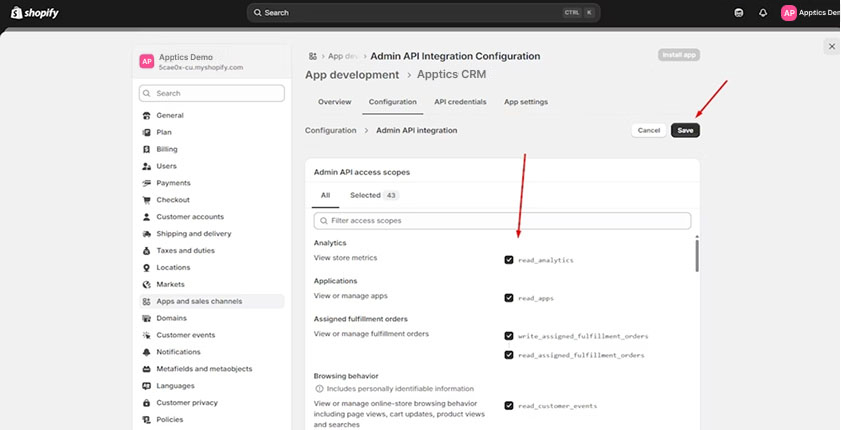 shopify
Search
CTRL K
AP
Apptics Dem
AP
Apptics Demo
5cae0x-cu.myshopify.com
Search
General
Plan
Billing
Users
Payments
Checkout
Customer accounts
Shipping and delivery
Taxes and duties
Locations
Markets
Apps and sales channels
Domains
Customer events
Notifications
Metafields and metaobjects
Languages
Customer privacy
Policies
App dev Admin API Integration Configuration
Install app
App development Apptics CRM
Overview Configuration API credentials App settings
Configuration Admin API integration
Cancel Save
Admin API access scopes
All Selected 43
Filter access scopes
Analytics
View store metrics read_analytics
Applications
View or manage apps read_apps
Assigned fulfillment orders
View or manage fulfillment orders write_assigned_fulfillment_orders
read_assigned_fulfillment_orders
Browsing behavior
Includes personally identifiable information
View or manage online-store browsing behavior read_customer_events
including page views, cart updates, product views
and searches